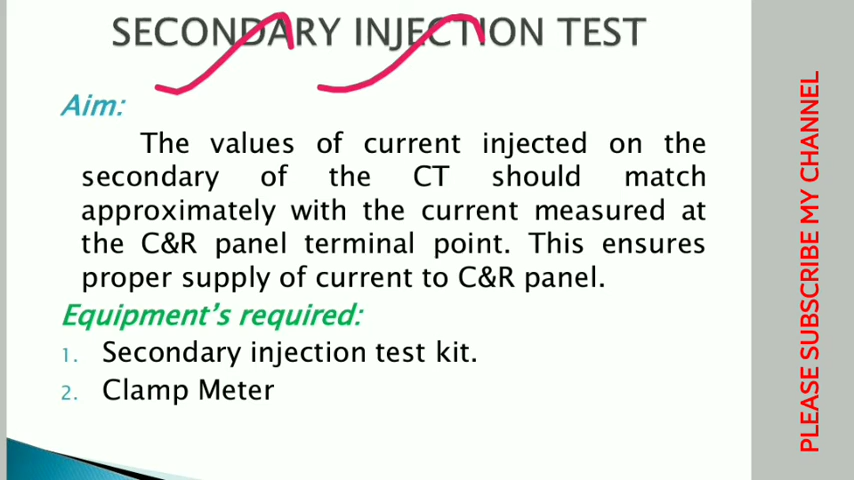 SECONDARY INJECTION TEST
Aim:
The values of current injected on the
secondary of the CT should match
approximately with the current measured at
the C&R panel terminal point. This ensures
proper supply of current to C&R panel.
Equipment’s required:
1. Secondary injection test kit.
2. Clamp Meter
PLEASE SUBSCRIBE MY CHANNEL